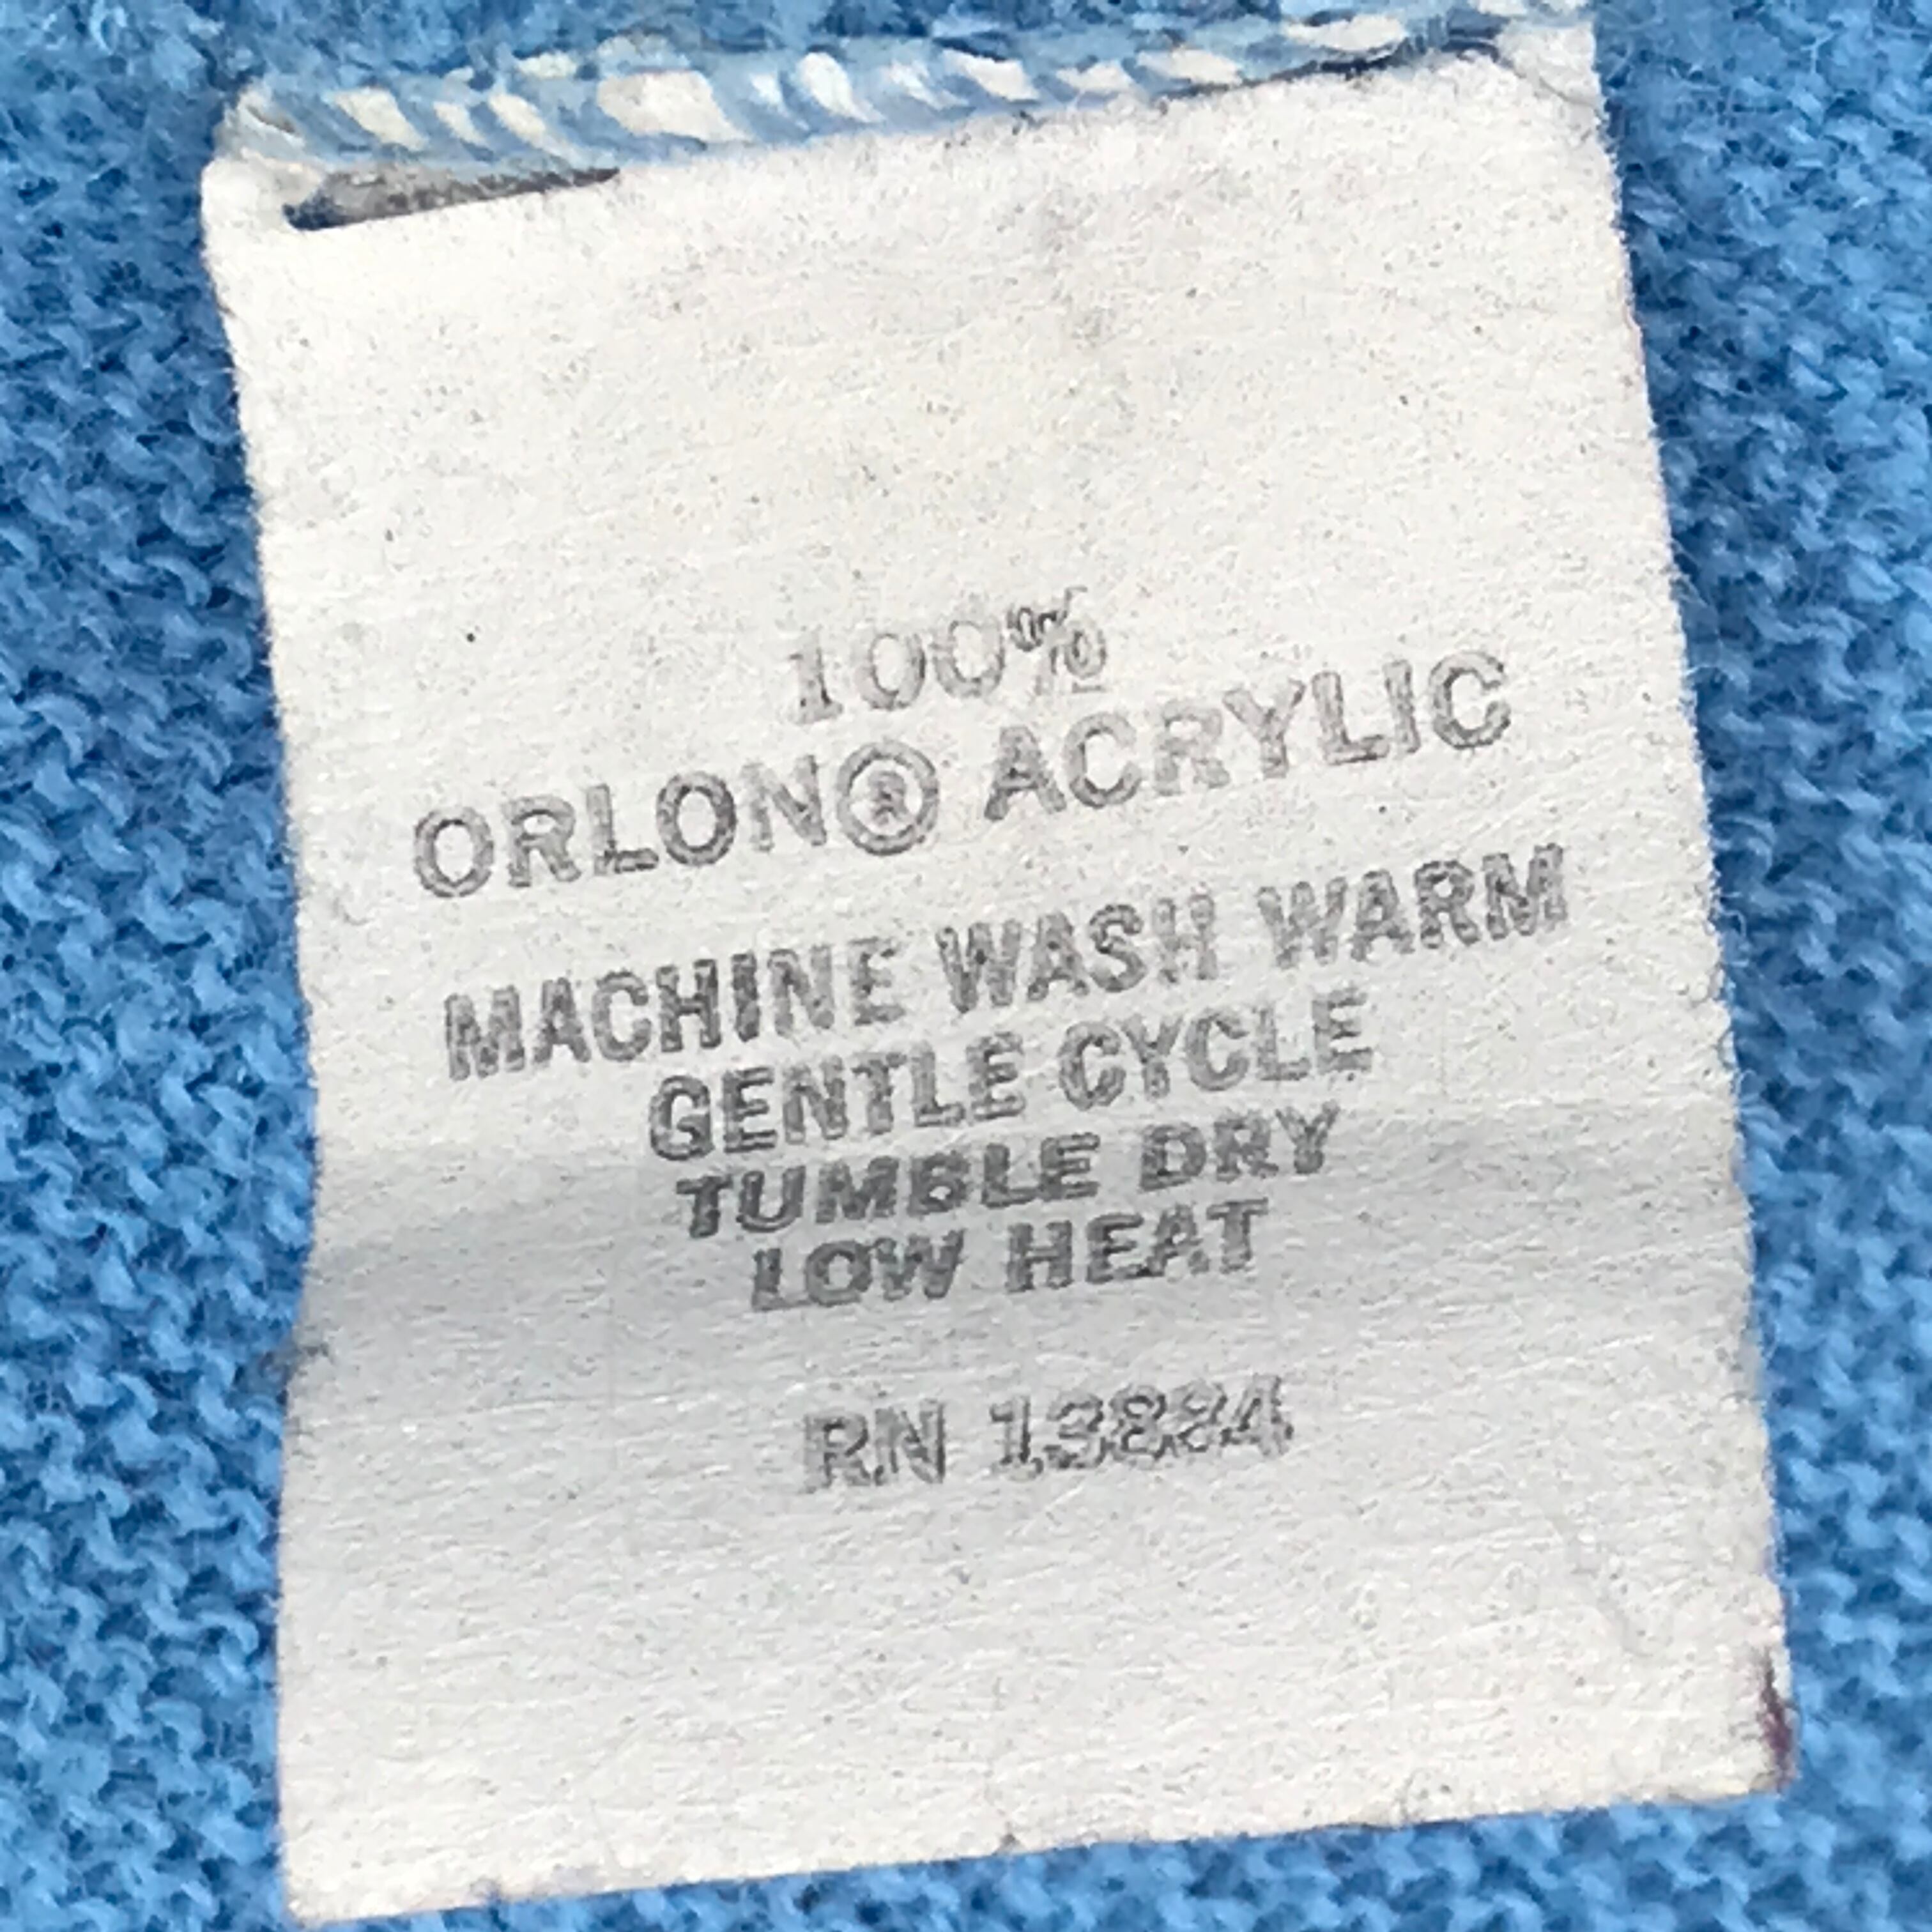 100%
ORLON® ACRYLIC
MACHINE WASH WARM
GENTLE CYCLE
TUMBLE DRY
LOW HEAT
RN 13884